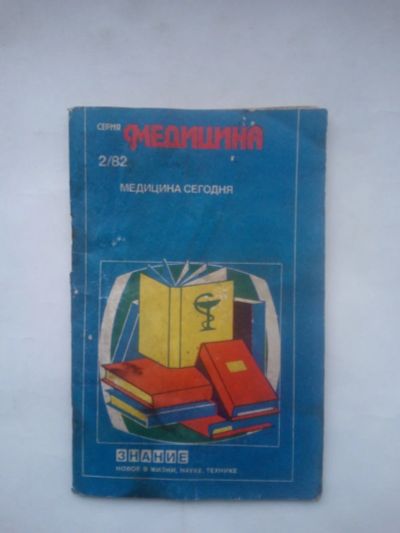 СЕРИЯ МЕДИЦИНА
2/82
МЕДИЦИНА СЕГОДНЯ
ЗНАНИЕ
НОВОЕ В ЖИЗНИ, НАУКЕ, ТЕХНИКЕ